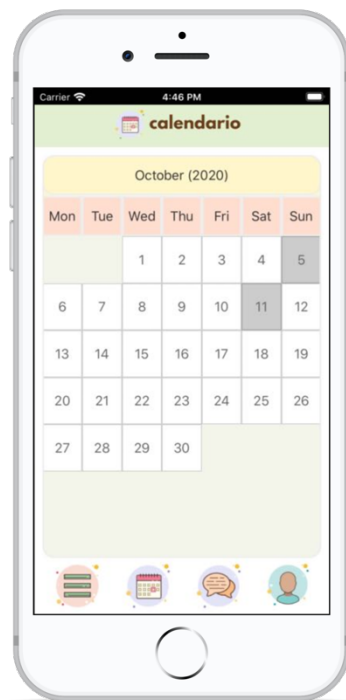 Carrier 4:46 PM
calendario
October (2020)
Mon Tue Wed Thu Fri Sat Sun
1 2 3 4 5
6 7 8 9 10 11 12
13 14 15 16 17 18 19
20 21 22 23 24 25 26
27 28 29 30